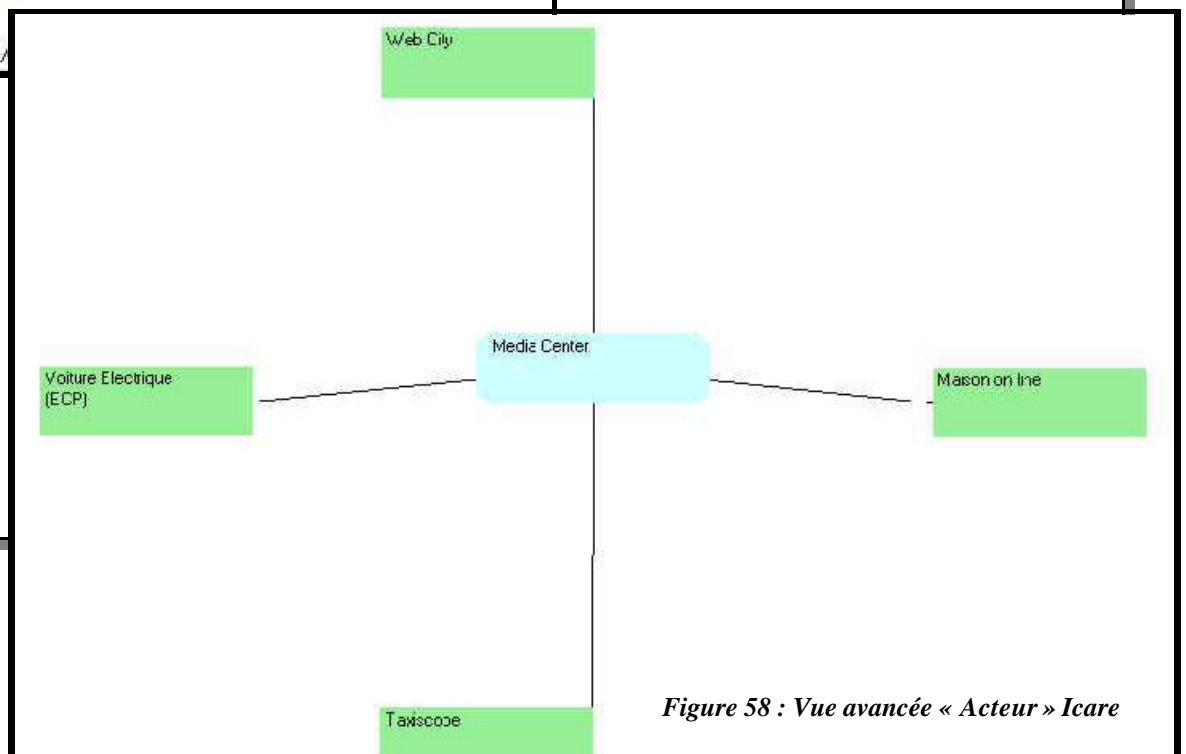 Web City
Media Center
Voiture Electrique
(ECP)
Maison on line
Taxiscope
Figure 58 : Vue avancée « Acteur » Icare